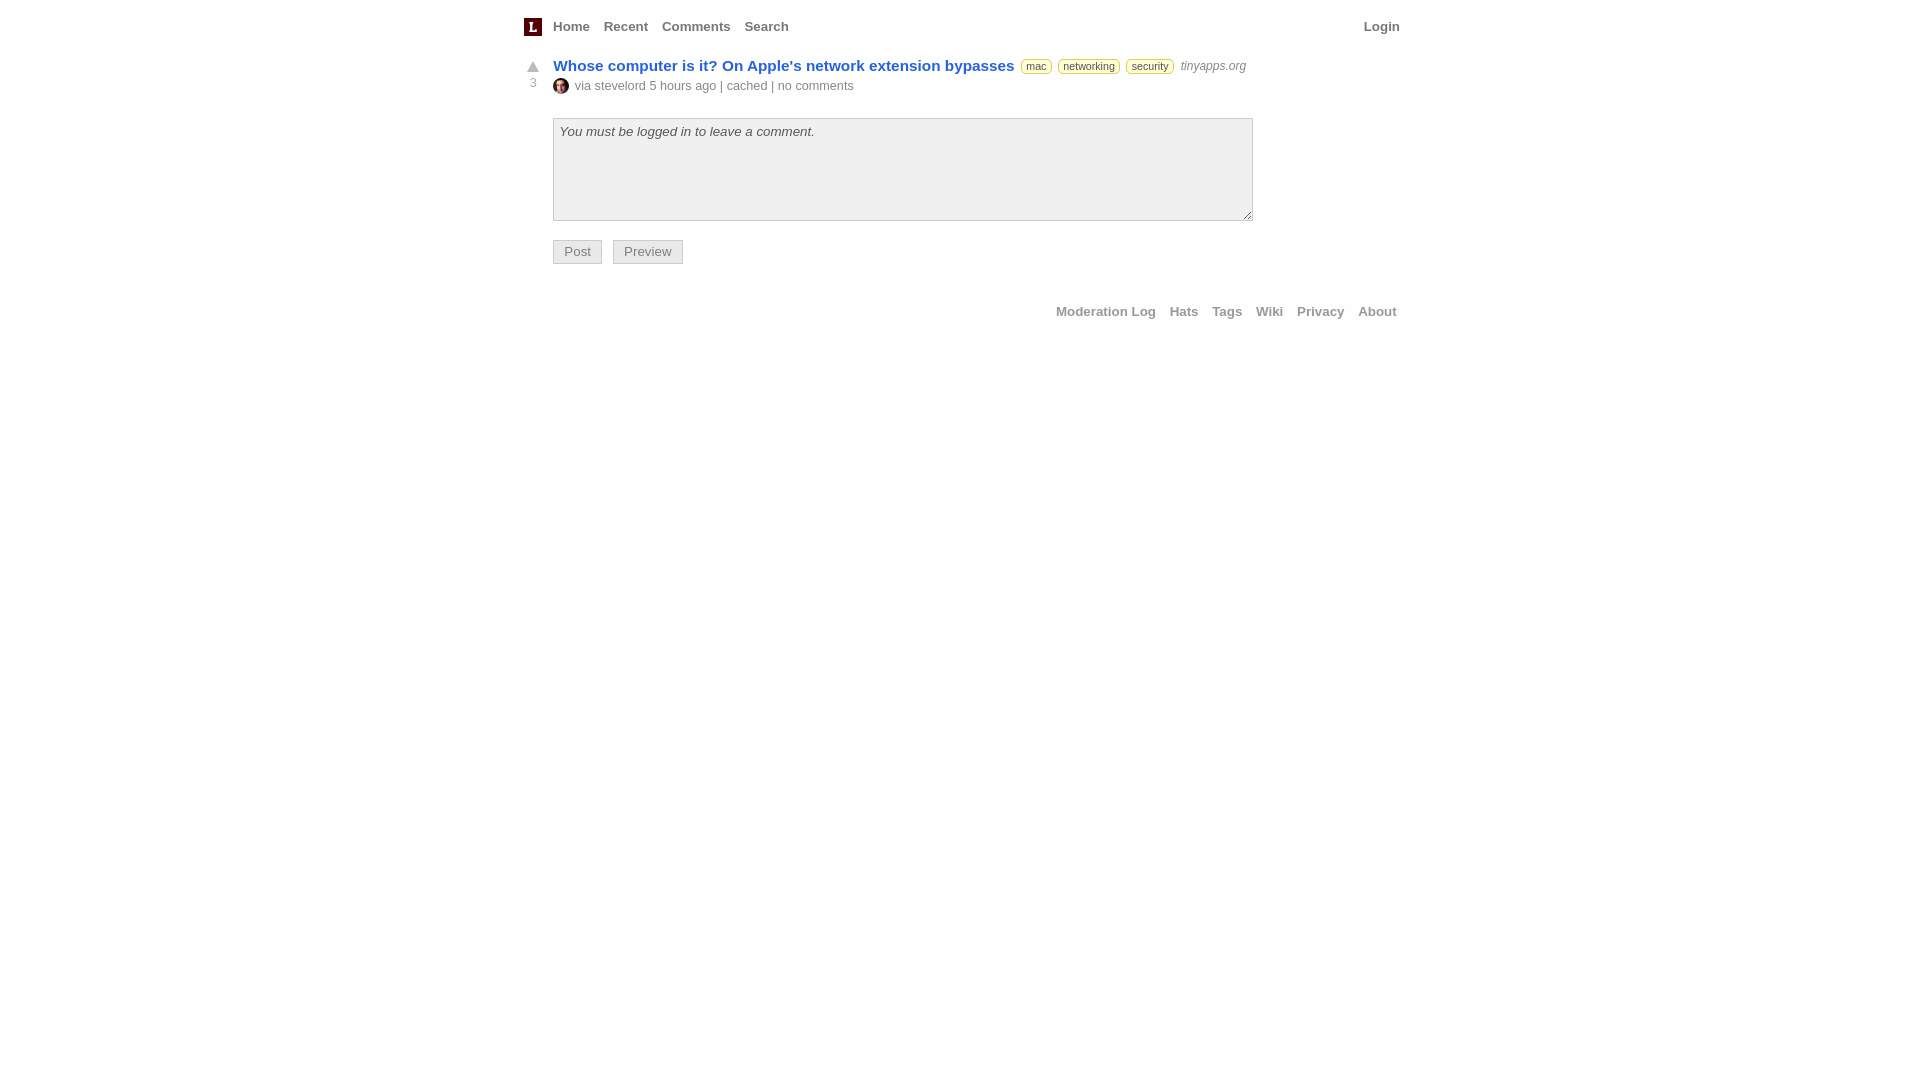 L Home Recent Comments Search Login
Whose computer is it? On Apple's network extension bypasses mac networking security tinyapps.org
3
via stevelord 5 hours ago | cached | no comments
You must be logged in to leave a comment.
Post Preview
Moderation Log Hats Tags Wiki Privacy About